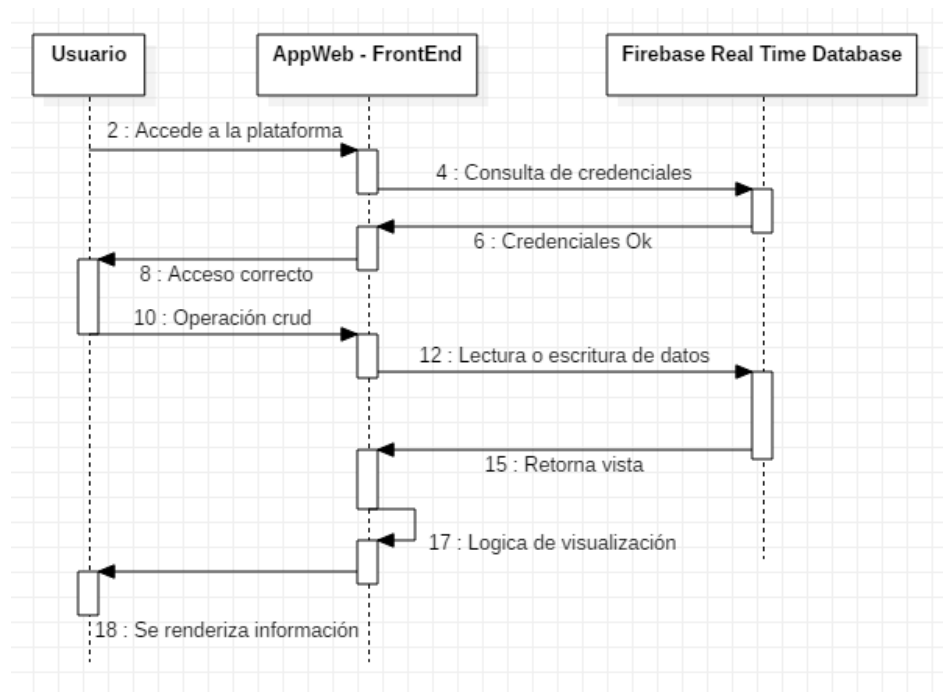 Usuario
AppWeb - FrontEnd
Firebase Real Time Database
2 : Accede a la plataforma
4 : Consulta de credenciales
6 : Credenciales Ok
8 : Acceso correcto
10 : Operación crud
12 : Lectura o escritura de datos
15 : Retorna vista
17 : Logica de visualización
18 : Se renderiza información